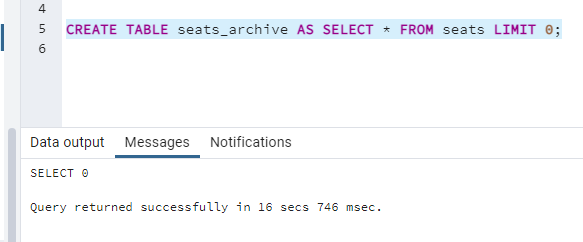 4
5 CREATE TABLE seats_archive AS SELECT * FROM seats LIMIT 0;
6
Data output Messages Notifications
SELECT 0
Query returned successfully in 16 secs 746 msec.